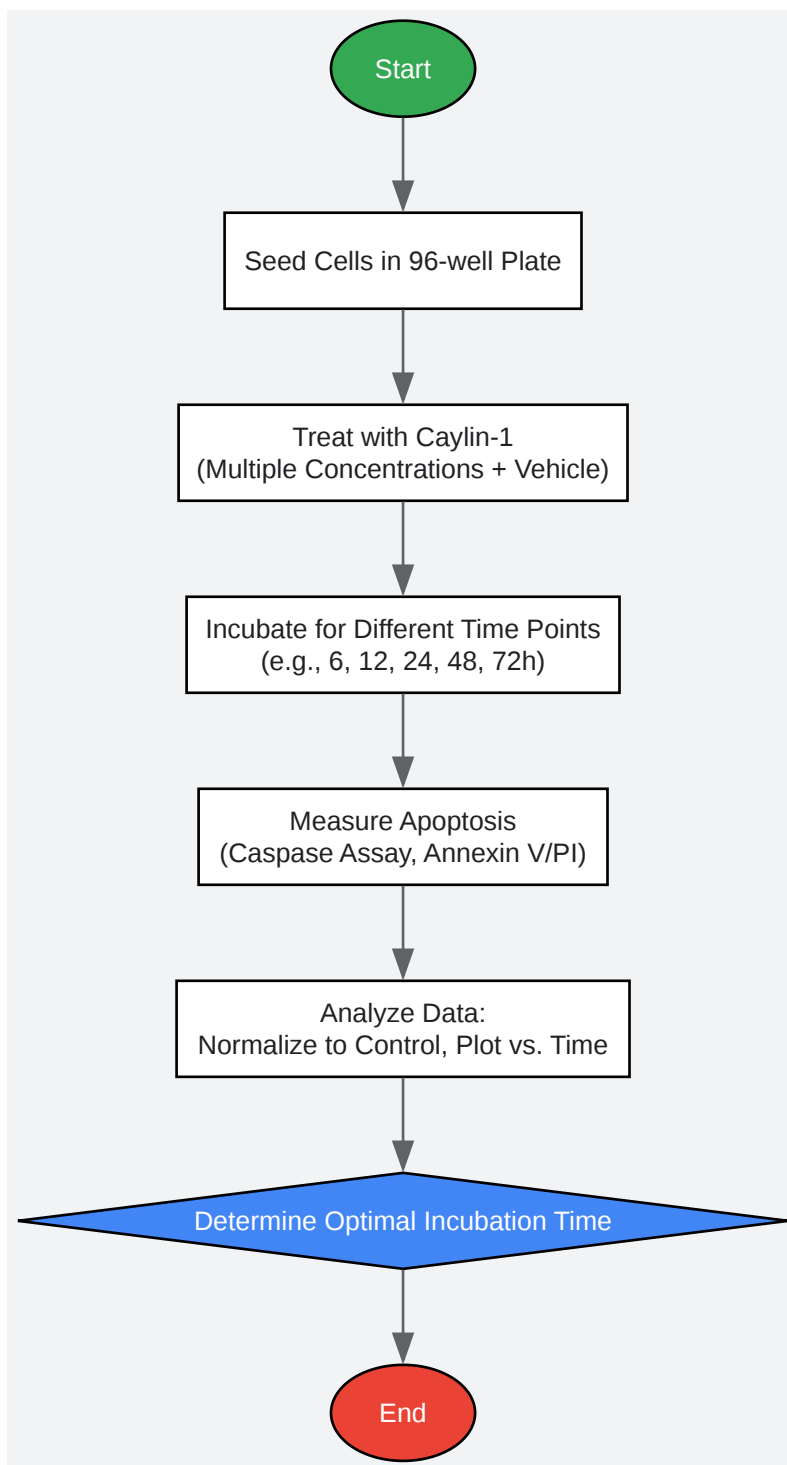 Start
Seed Cells in 96-well Plate
Treat with Caylin-1
(Multiple Concentrations + Vehicle)
Incubate for Different Time Points
(e.g., 6, 12, 24, 48, 72h)
Measure Apoptosis
(Caspase Assay, Annexin V/PI)
Analyze Data:
Normalize to Control, Plot vs. Time
Determine Optimal Incubation Time
End